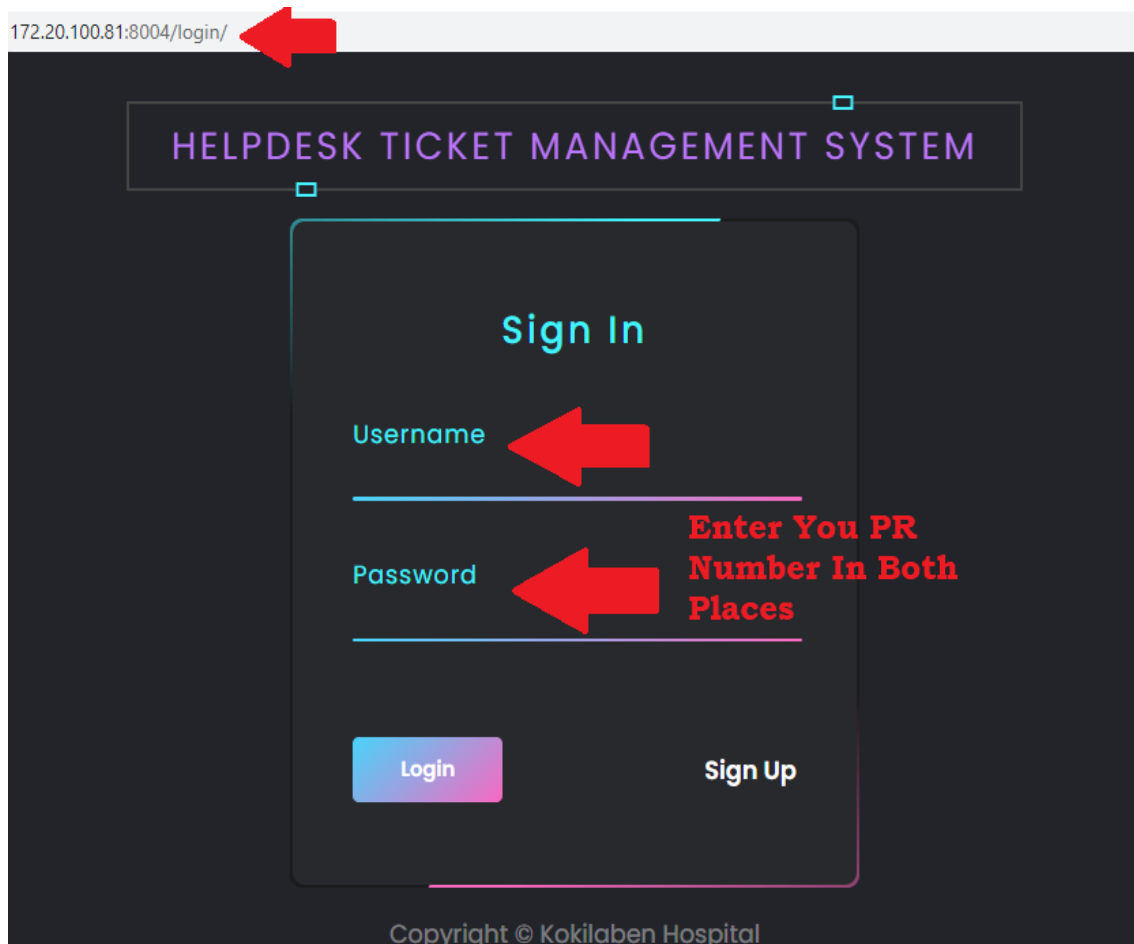 172.20.100.81:8004/login/
HELPDESK TICKET MANAGEMENT SYSTEM
Sign In
Username
Enter You PR
Number In Both
Places
Password
Login
Sign Up
Copyright © Kokilaben Hospital